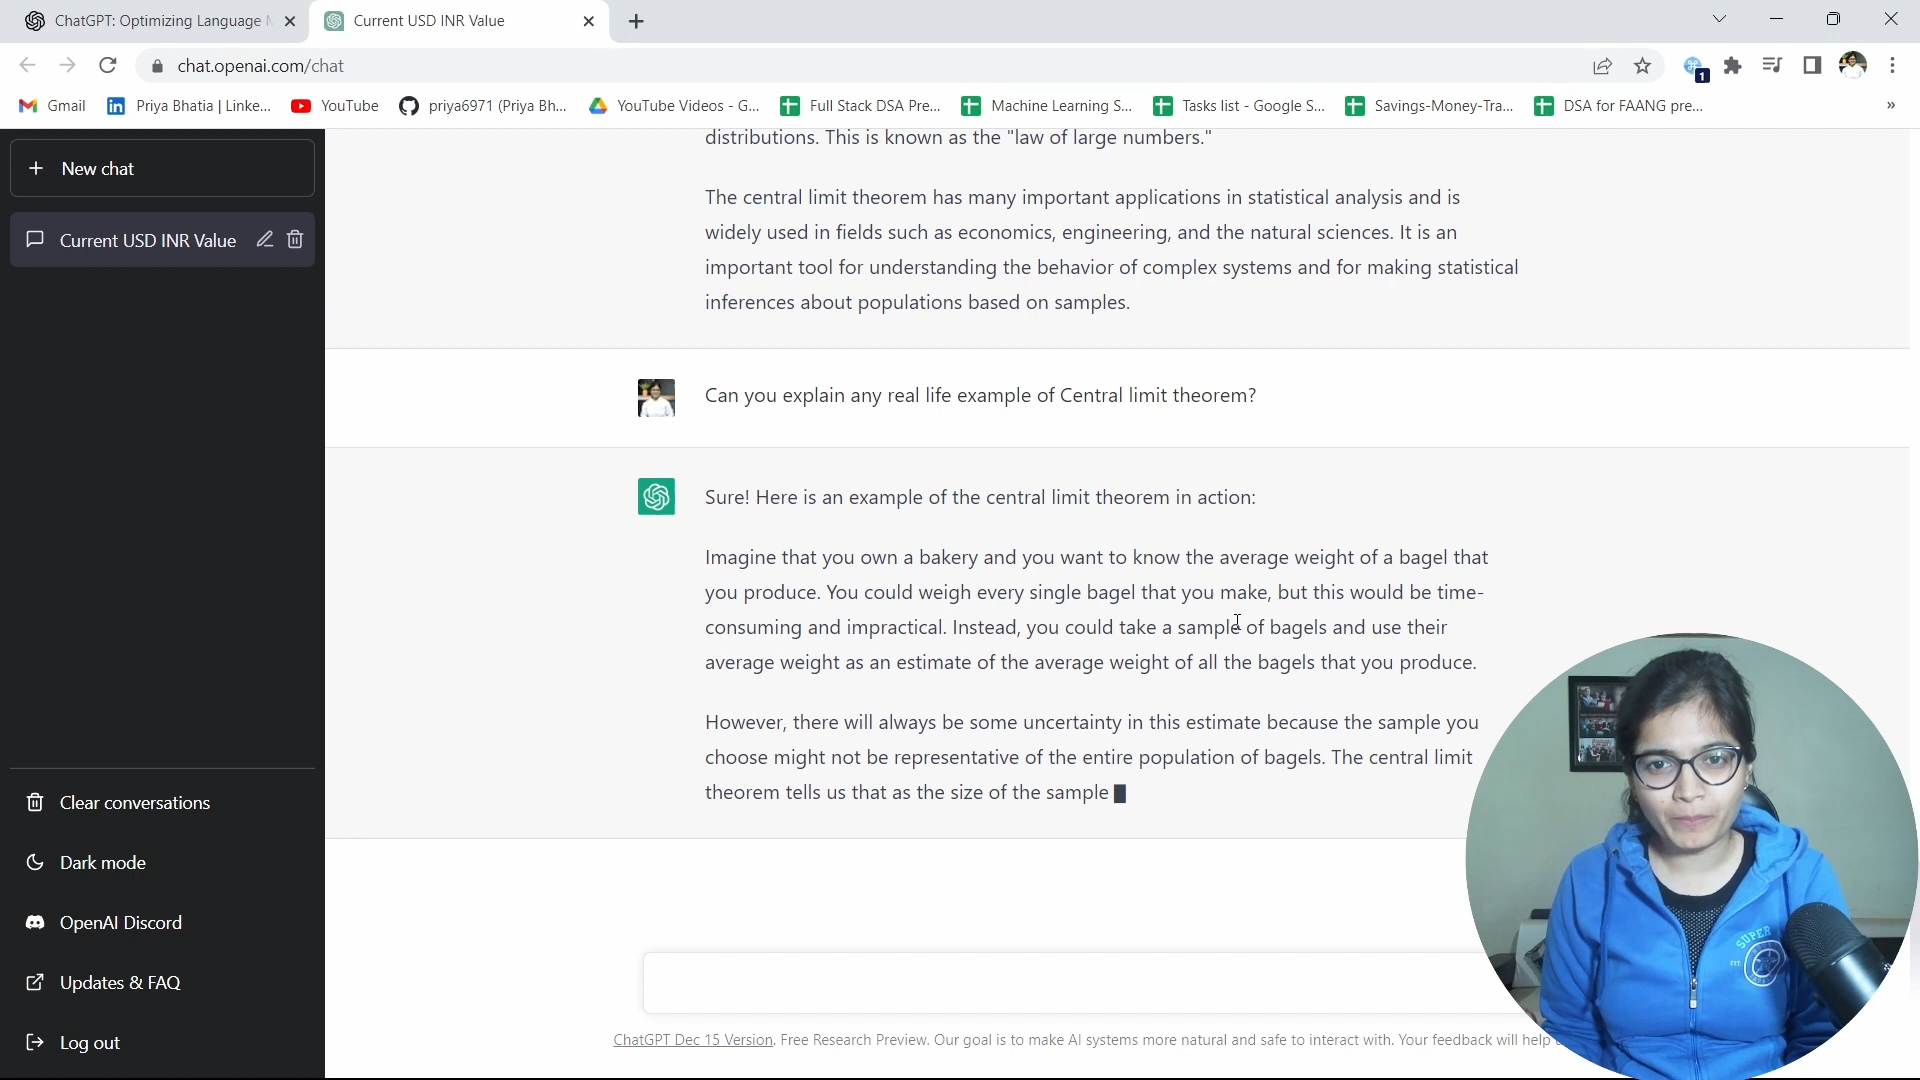 ChatGPT: Optimizing Language
Current USD INR Value
chat.openai.com/chat
1
Gmail
Priya Bhatia | Linke...
YouTube
priya6971 (Priya Bh...
YouTube Videos - G...
Full Stack DSA Pre...
Machine Learning S...
Tasks list - Google S...
Savings-Money-Tra...
DSA for FAANG pre...
»
New chat
Current USD INR Value
distributions. This is known as the "law of large numbers."
The central limit theorem has many important applications in statistical analysis and is
widely used in fields such as economics, engineering, and the natural sciences. It is an
important tool for understanding the behavior of complex systems and for making statistical
inferences about populations based on samples.
Can you explain any real life example of Central limit theorem?
Sure! Here is an example of the central limit theorem in action:
Imagine that you own a bakery and you want to know the average weight of a bagel that
you produce. You could weigh every single bagel that you make, but this would be time-
consuming and impractical. Instead, you could take a sample of bagels and use their
average weight as an estimate of the average weight of all the bagels that you produce.
However, there will always be some uncertainty in this estimate because the sample you
choose might not be representative of the entire population of bagels. The central limit
theorem tells us that as the size of the sample
Clear conversations
Dark mode
OpenAI Discord
Updates & FAQ
Log out
ChatGPT Dec 15 Version. Free Research Preview. Our goal is to make AI systems more natural and safe to interact with. Your feedback will help
SUPER